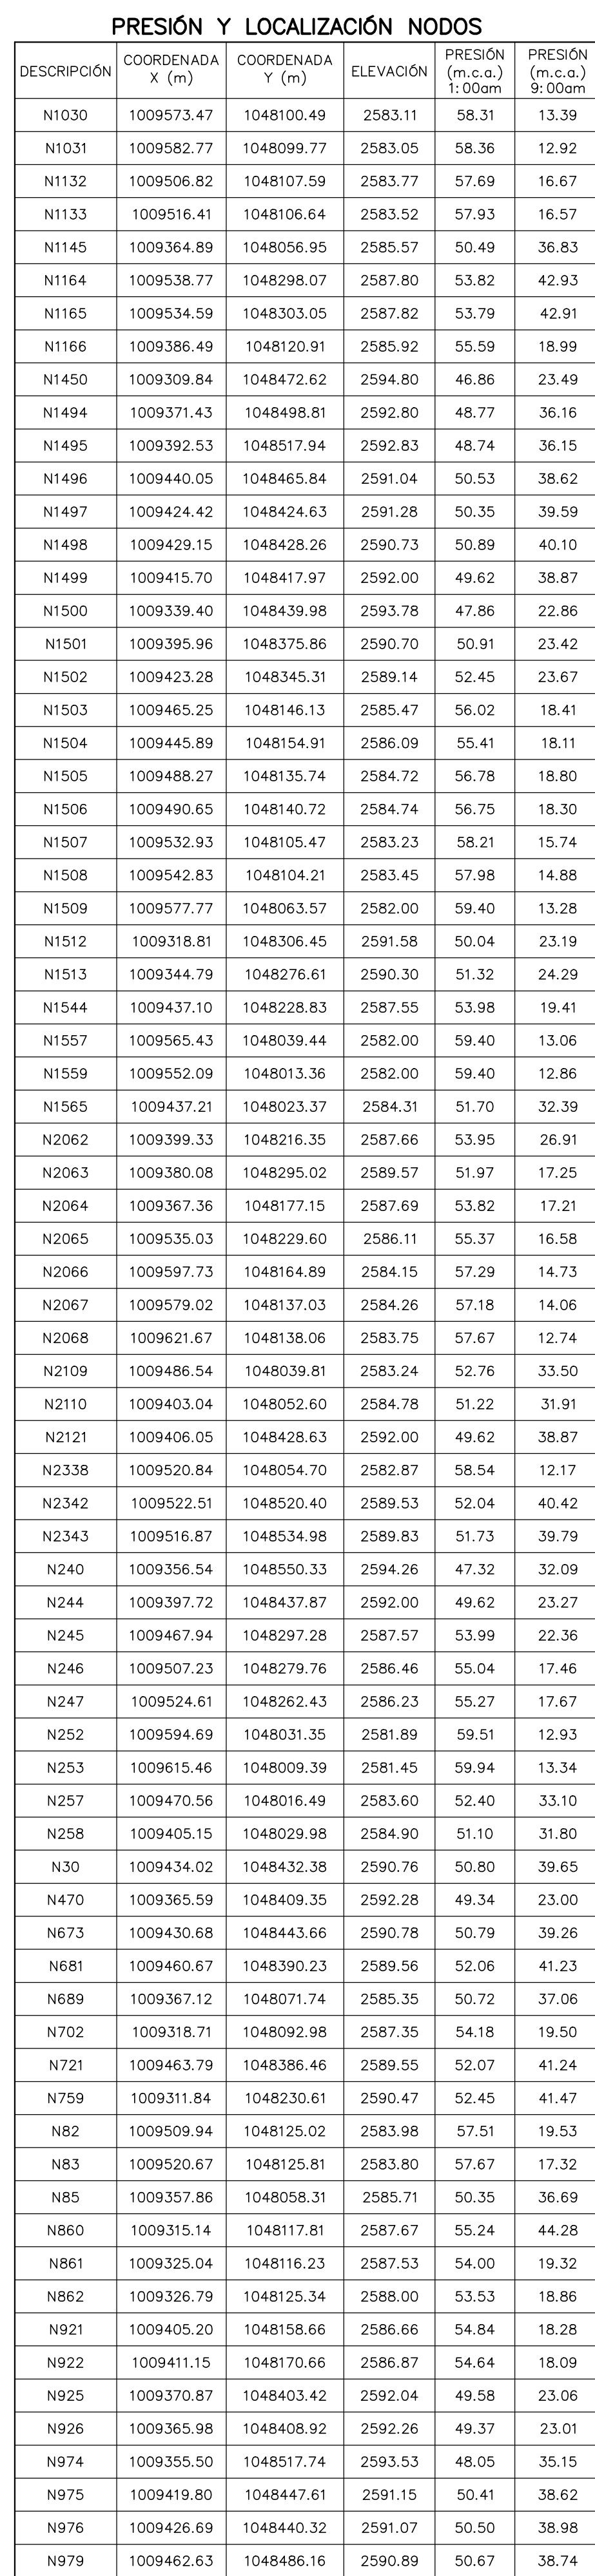 PRESIÓN Y LOCALIZACIÓN NODOS
DESCRIPCIÓN COORDENADA X (m) COORDENADA Y (m) ELEVACIÓN PRESIÓN (m.c.a.) 1:00am PRESIÓN (m.c.a.) 9:00am
N1030 1009573.47 1048100.49 2583.11 58.31 13.39
N1031 1009582.77 1048099.77 2583.05 58.36 12.92
N1132 1009506.82 1048107.59 2583.77 57.69 16.67
N1133 1009516.41 1048106.64 2583.52 57.93 16.57
N1145 1009364.89 1048056.95 2585.57 50.49 36.83
N1164 1009538.77 1048298.07 2587.80 53.82 42.93
N1165 1009534.59 1048303.05 2587.82 53.79 42.91
N1166 1009386.49 1048120.91 2585.92 55.59 18.99
N1450 1009309.84 1048472.62 2594.80 46.86 23.49
N1494 1009371.43 1048498.81 2592.80 48.77 36.16
N1495 1009392.53 1048517.94 2592.83 48.74 36.15
N1496 1009440.05 1048465.84 2591.04 50.53 38.62
N1497 1009424.42 1048424.63 2591.28 50.35 39.59
N1498 1009429.15 1048428.26 2590.73 50.89 40.10
N1499 1009415.70 1048417.97 2592.00 49.62 38.87
N1500 1009339.40 1048439.98 2593.78 47.86 22.86
N1501 1009395.96 1048375.86 2590.70 50.91 23.42
N1502 1009423.28 1048345.31 2589.14 52.45 23.67
N1503 1009465.25 1048146.13 2585.47 56.02 18.41
N1504 1009445.89 1048154.91 2586.09 55.41 18.11
N1505 1009488.27 1048135.74 2584.72 56.78 18.80
N1506 1009490.65 1048140.72 2584.74 56.75 18.30
N1507 1009532.93 1048105.47 2583.23 58.21 15.74
N1508 1009542.83 1048104.21 2583.45 57.98 14.88
N1509 1009577.77 1048063.57 2582.00 59.40 13.28
N1512 1009318.81 1048306.45 2591.58 50.04 23.19
N1513 1009344.79 1048276.61 2590.30 51.32 24.29
N1544 1009437.10 1048228.83 2587.55 53.98 19.41
N1557 1009565.43 1048039.44 2582.00 59.40 13.06
N1559 1009552.09 1048013.36 2582.00 59.40 12.86
N1565 1009437.21 1048023.37 2584.31 51.70 32.39
N2062 1009399.33 1048216.35 2587.66 53.95 26.91
N2063 1009380.08 1048295.02 2589.57 51.97 17.25
N2064 1009367.36 1048177.15 2587.69 53.82 17.21
N2065 1009535.03 1048229.60 2586.11 55.37 16.58
N2066 1009597.73 1048164.89 2584.15 57.29 14.73
N2067 1009579.02 1048137.03 2584.26 57.18 14.06
N2068 1009621.67 1048138.06 2583.75 57.67 12.74
N2109 1009486.54 1048039.81 2583.24 52.76 33.50
N2110 1009403.04 1048052.60 2584.78 51.22 31.91
N2121 1009406.05 1048428.63 2592.00 49.62 38.87
N2338 1009520.84 1048054.70 2582.87 58.54 12.17
N2342 1009522.51 1048520.40 2589.53 52.04 40.42
N2343 1009516.87 1048534.98 2589.83 51.73 39.79
N240 1009356.54 1048550.33 2594.26 47.32 32.09
N244 1009397.72 1048437.87 2592.00 49.62 23.27
N245 1009467.94 1048297.28 2587.57 53.99 22.36
N246 1009507.23 1048279.76 2586.46 55.04 17.46
N247 1009524.61 1048262.43 2586.23 55.27 17.67
N252 1009594.69 1048031.35 2581.89 59.51 12.93
N253 1009615.46 1048009.39 2581.45 59.94 13.34
N257 1009470.56 1048016.49 2583.60 52.40 33.10
N258 1009405.15 1048029.98 2584.90 51.10 31.80
N30 1009434.02 1048432.38 2590.76 50.80 39.65
N470 1009365.59 1048409.35 2592.28 49.34 23.00
N673 1009430.68 1048443.66 2590.78 50.79 39.26
N681 1009460.67 1048390.23 2589.56 52.06 41.23
N689 1009367.12 1048071.74 2585.35 50.72 37.06
N702 1009318.71 1048092.98 2587.35 54.18 19.50
N721 1009463.79 1048386.46 2589.55 52.07 41.24
N759 1009311.84 1048230.61 2590.47 52.45 41.47
N82 1009509.94 1048125.02 2583.98 57.51 19.53
N83 1009520.67 1048125.81 2583.80 57.67 17.32
N85 1009357.86 1048058.31 2585.71 50.35 36.69
N860 1009315.14 1048117.81 2587.67 55.24 44.28
N861 1009325.04 1048116.23 2587.53 54.00 19.32
N862 1009326.79 1048125.34 2588.00 53.53 18.86
N921 1009405.20 1048158.66 2586.66 54.84 18.28
N922 1009411.15 1048170.66 2586.87 54.64 18.09
N925 1009370.87 1048403.42 2592.04 49.58 23.06
N926 1009365.98 1048408.92 2592.26 49.37 23.01
N974 1009355.50 1048517.74 2593.53 48.05 35.15
N975 1009419.80 1048447.61 2591.15 50.41 38.62
N976 1009426.69 1048440.32 2591.07 50.50 38.98
N979 1009462.63 1048486.16 2590.89 50.67 38.74